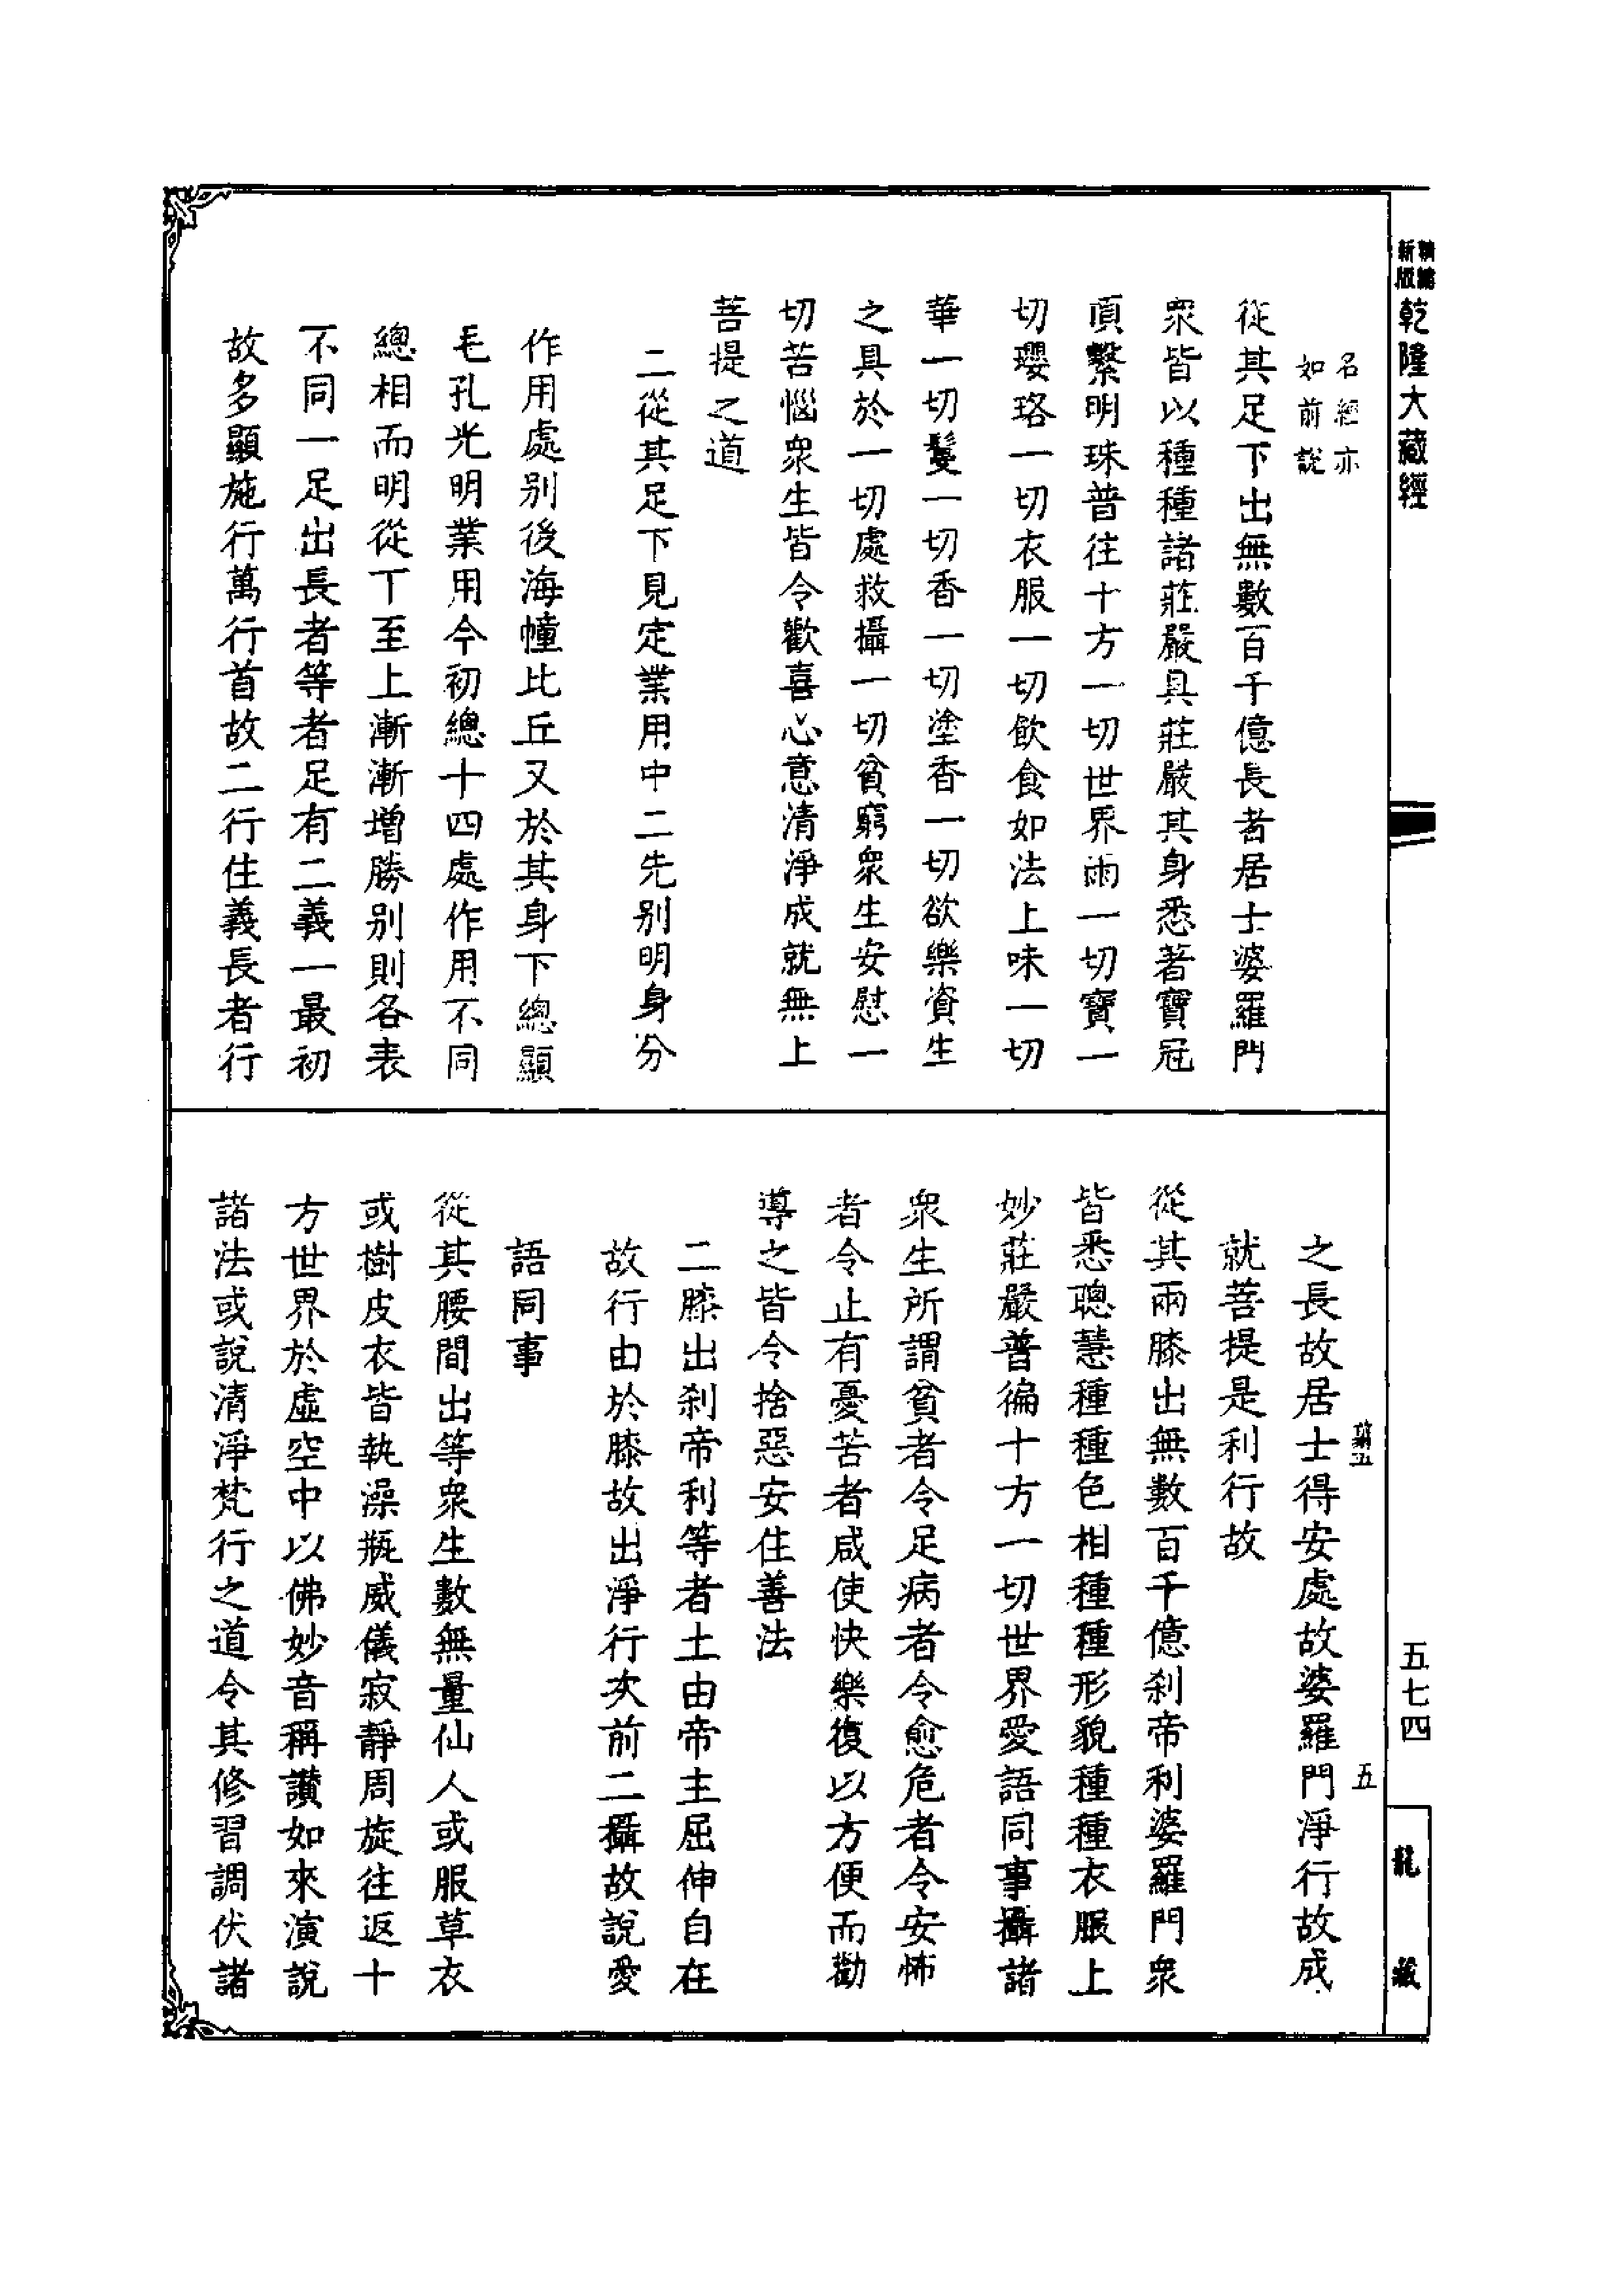 精縮
新版
乾隆大藏經
五七四
龍藏
名經亦
如前說
從其足下出無數百千億長者居士婆羅門
衆皆以種種諸莊嚴具莊嚴其身悉著寶冠
頂繫明珠普往十方一切世界雨一切寶一
切瓔珞一切衣服一切飲食如法上味一切
華一切鬘一切香一切塗香一切欲樂資生
之具於一切處救攝一切貧窮衆生安慰一
切苦惱衆生皆令歡喜心意清淨成就無上
菩提之道
二從其足下見定業用中二先别明身分
作用處别後海幢比丘又於其身下總顯
毛孔光明業用今初總十四處作用不同
總相而明從丅至上漸漸增勝别則各表
不同一足出長者等者足有二義一最初
故多顯施行萬行首故二行住義長者行
五
之長故居士得安處故婆羅門淨行故成
就菩提是利行故
從其兩膝出無數百千億刹帝利婆羅門衆
皆悉聰慧種種色相種種形貌種種衣服上
妙莊嚴普徧十方一切世界愛語同事攝諸
衆生所謂貧者令足病者令愈危者令安怖
者令止有憂苦者咸使快樂復以方便而勸
導之皆令捨惡安住善法
二膝出刹帝利等者土由帝主屈伸自在
故行由於膝故出淨行次前二攝故說愛
語同事
從其腰間出等衆生數無量仙人或服草衣
或樹皮衣皆執澡瓶威儀寂靜周旋往返十
方世界於虛空中以佛妙音稱讚如來演說
諸法或說清淨梵行之道令其修習調伏諸